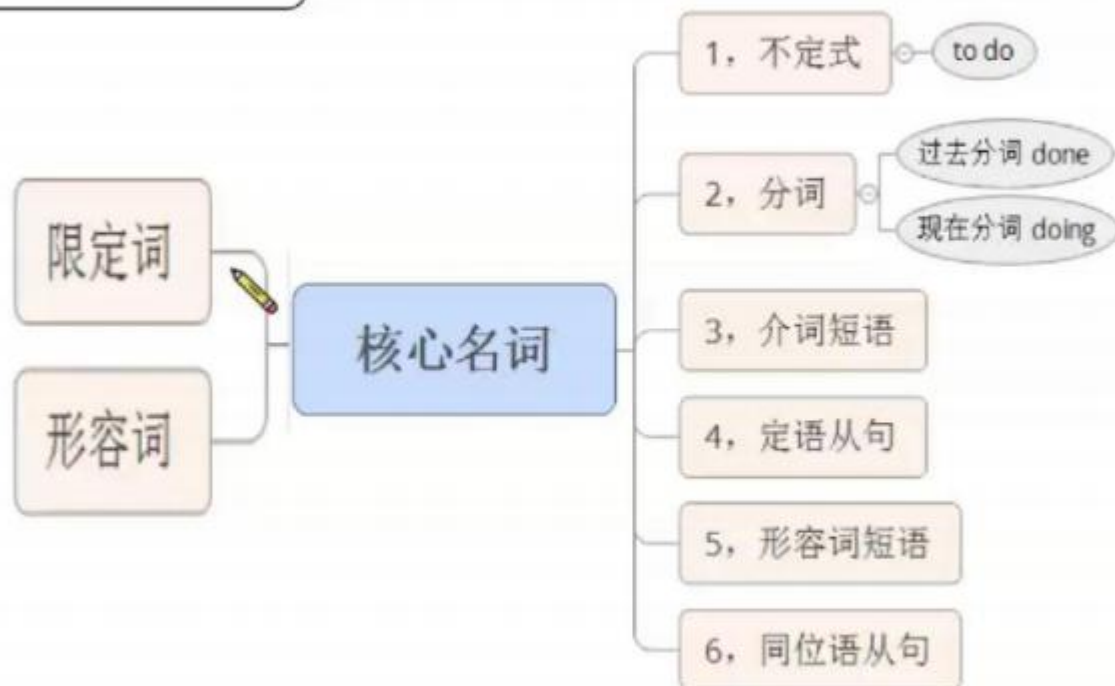 限定词
形容词
核心名词
1，不定式
to do
2，分词
过去分词 done
现在分词 doing
3，介词短语
4，定语从句
5，形容词短语
6，同位语从句